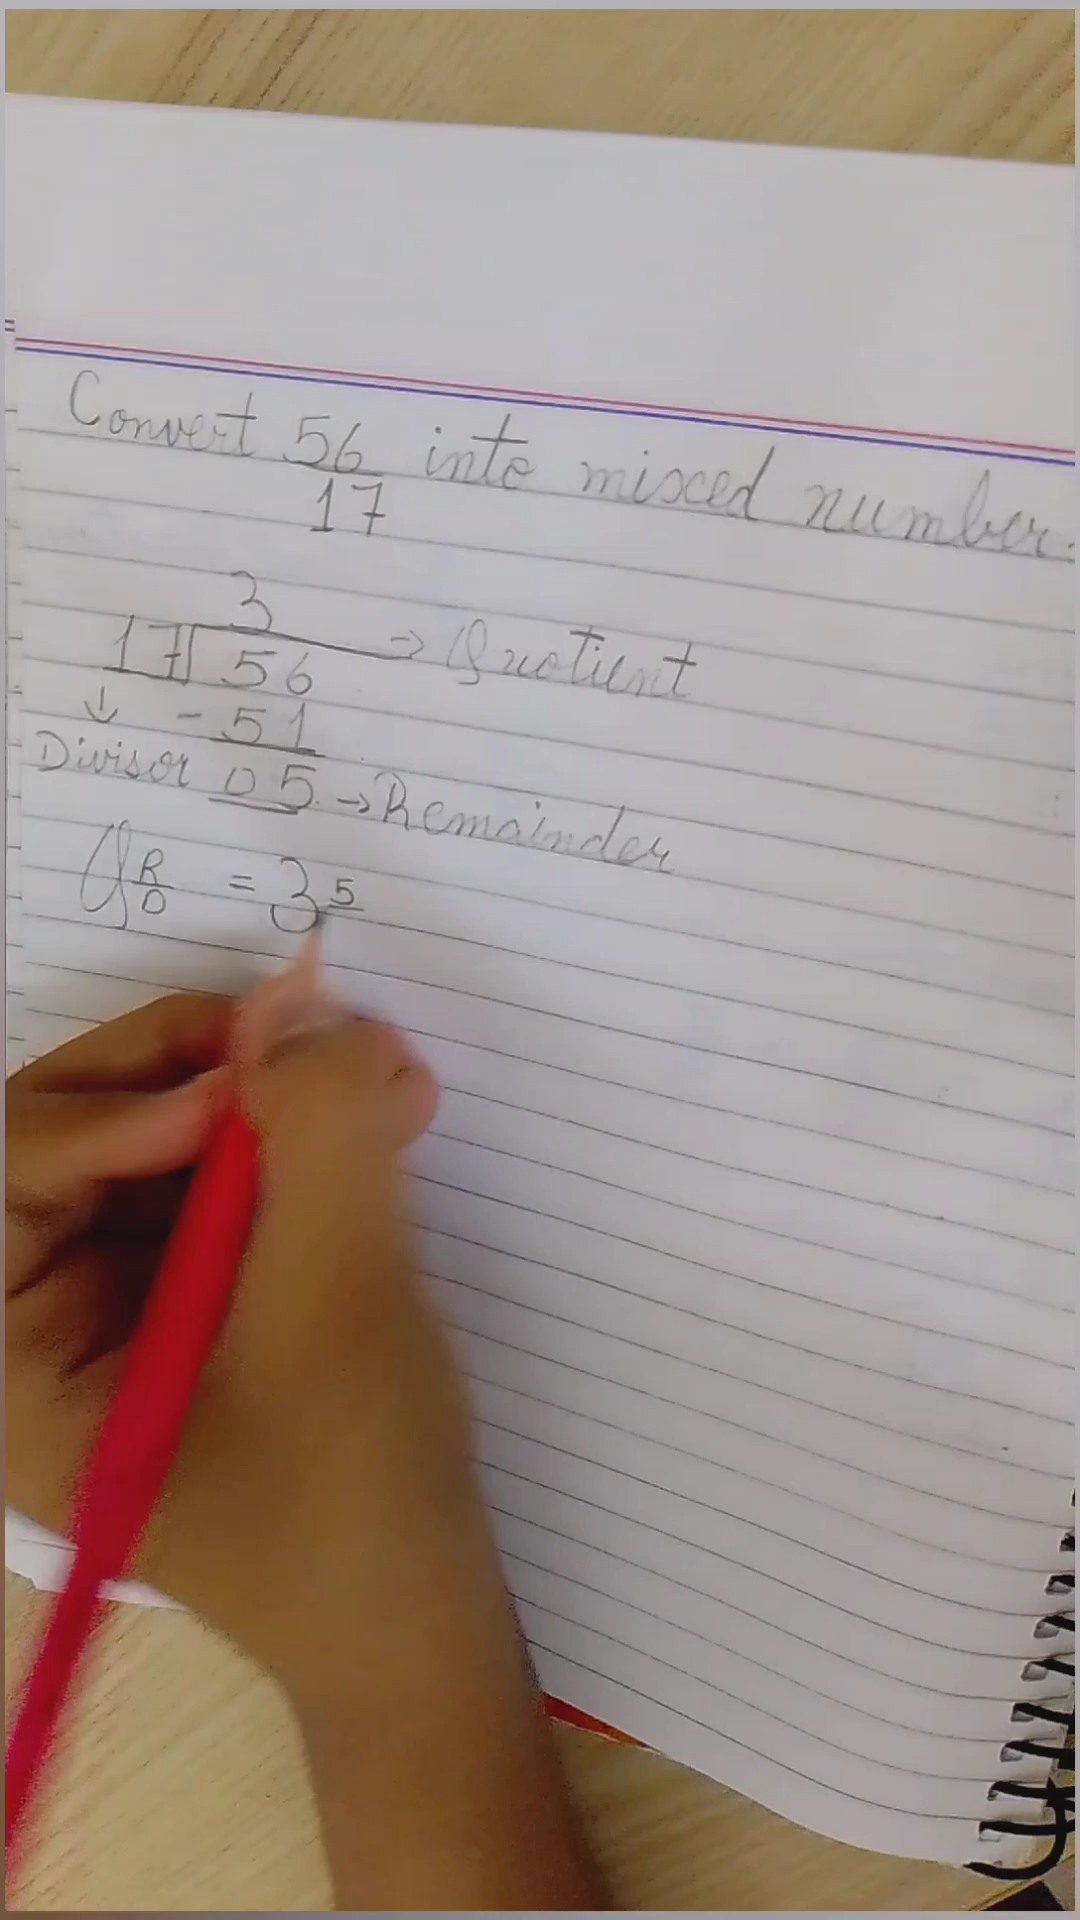 Convert 56/17 into mixed number.
3
17 56 → Quotient
↓ - 51
Divisor 05 → Remainder
Q R/D = 3 5